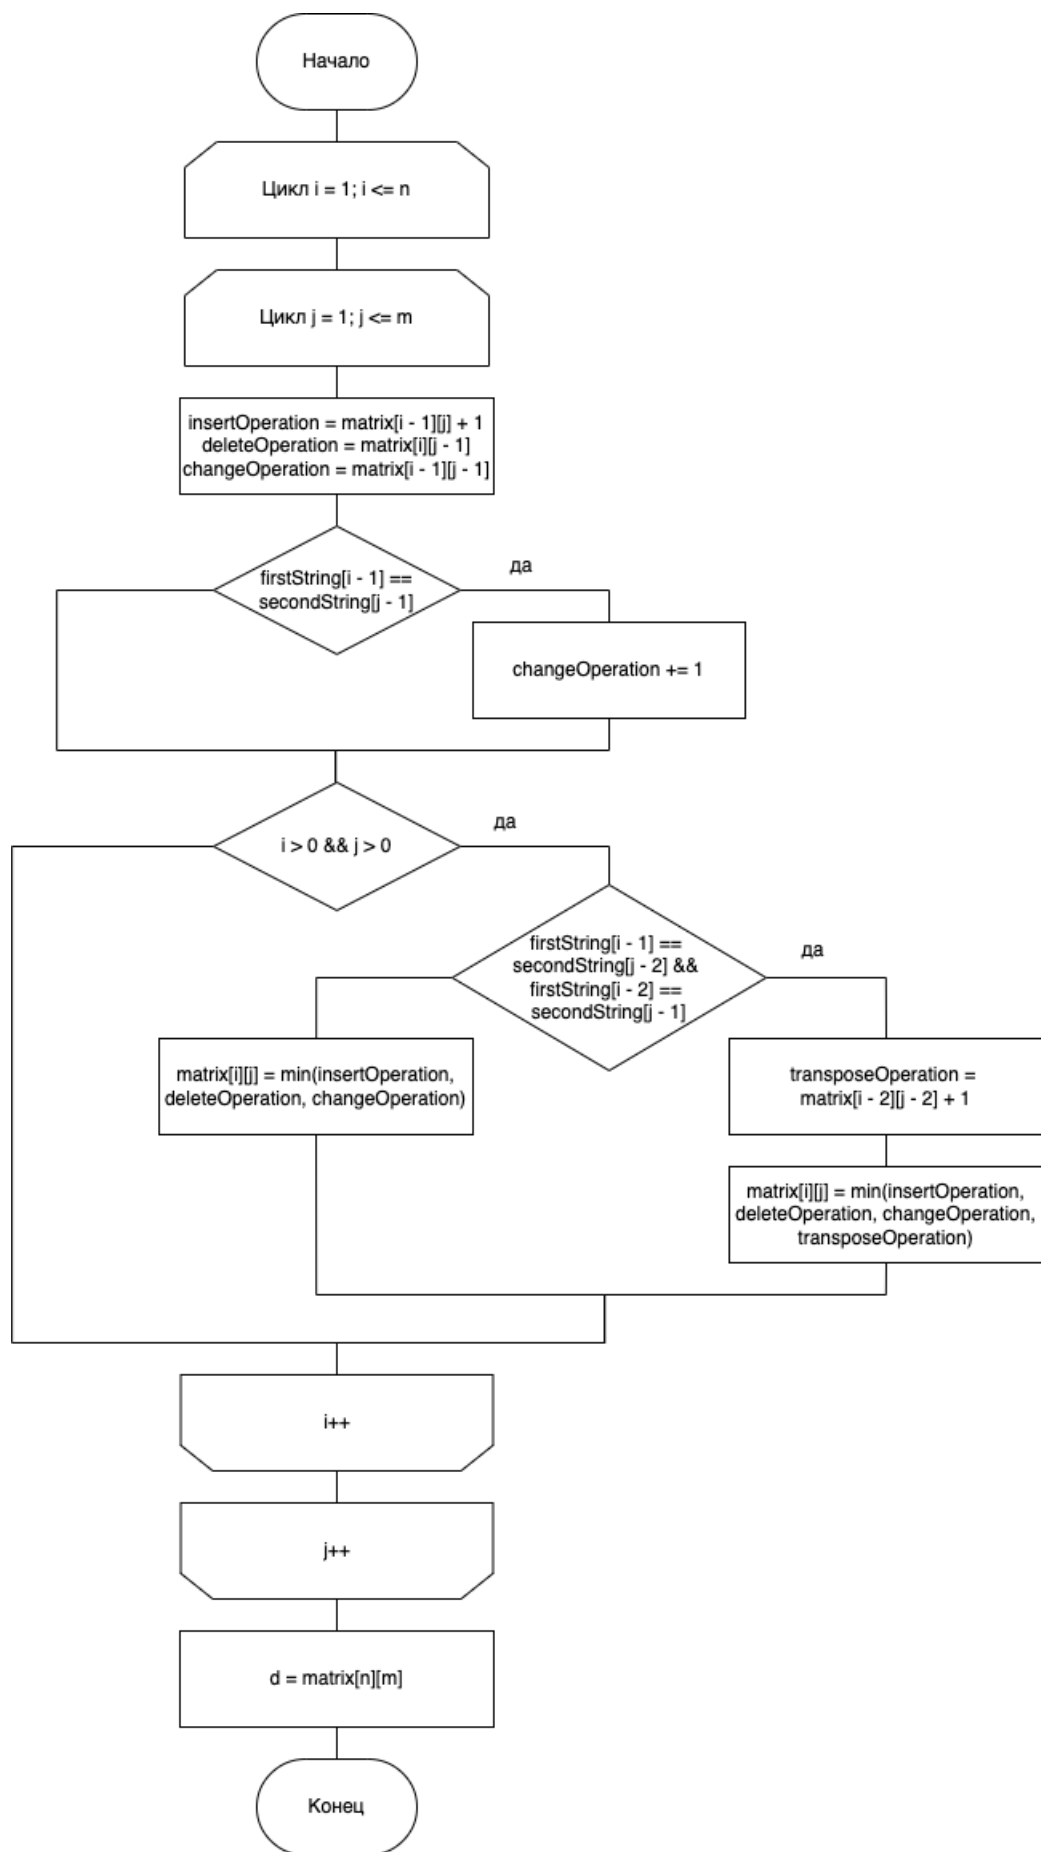 Начало
Цикл i = 1; i <= n
Цикл j = 1; j <= m
insertOperation = matrix[i - 1][j] + 1
deleteOperation = matrix[i][j - 1]
changeOperation = matrix[i - 1][j - 1]
firstString[i - 1] ==
secondString[j - 1]
да
changeOperation += 1
i > 0 && j > 0
да
firstString[i - 1] ==
secondString[j - 2] &&
firstString[i - 2] ==
secondString[j - 1]
да
matrix[i][j] = min(insertOperation,
deleteOperation, changeOperation)
transposeOperation =
matrix[i - 2][j - 2] + 1
matrix[i][j] = min(insertOperation,
deleteOperation, changeOperation,
transposeOperation)
i++
j++
d = matrix[n][m]
Конец